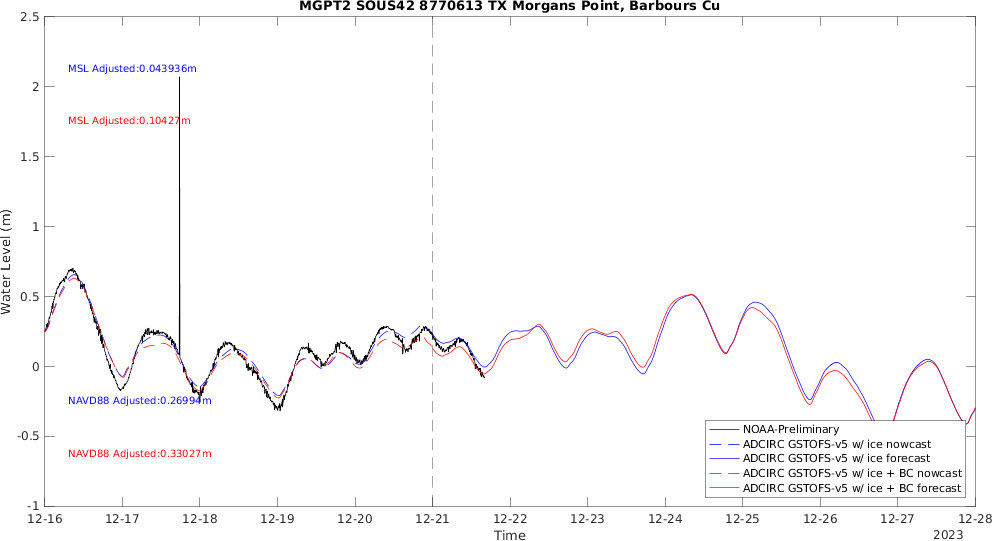 MGPT2 SOUS42 8770613 TX Morgans Point, Barbours Cu
2.5
2
1.5
1
0.5
0
-0.5
-1
Water Level (m)
MSL Adjusted:0.043936m
MSL Adjusted:0.10427m
NAVD88 Adjusted:0.26994m
NAVD88 Adjusted:0.33027m
NOAA-Preliminary
ADCIRC GSTOFS-v5 w/ ice nowcast
ADCIRC GSTOFS-v5 w/ ice forecast
ADCIRC GSTOFS-v5 w/ ice + BC nowcast
ADCIRC GSTOFS-v5 w/ ice + BC forecast
12-16 12-17 12-18 12-19 12-20 12-21 12-22 12-23 12-24 12-25 12-26 12-27 12-28
Time
2023